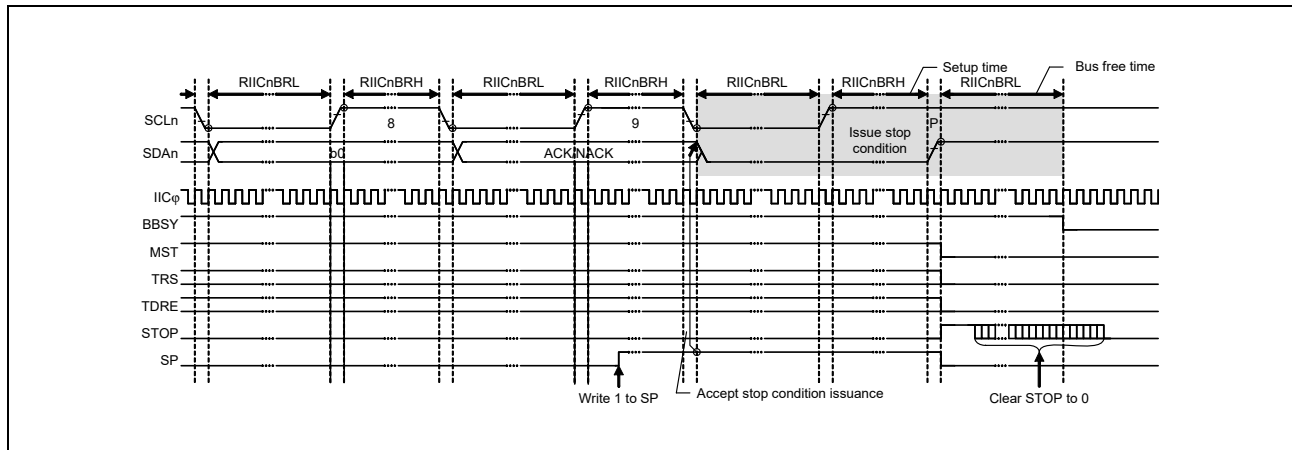 Setup time
Bus free time
RIICnBRL RIICnBRH RIICnBRL RIICnBRH RIICnBRL RIICnBRH RIICnBRL
SCLn 8 9 P
Issue stop
condition
SDAn b0 ACK/NACK
IICφ
BBSY
MST
TRS
TDRE
STOP
SP
Write 1 to SP Accept stop condition issuance Clear STOP to 0